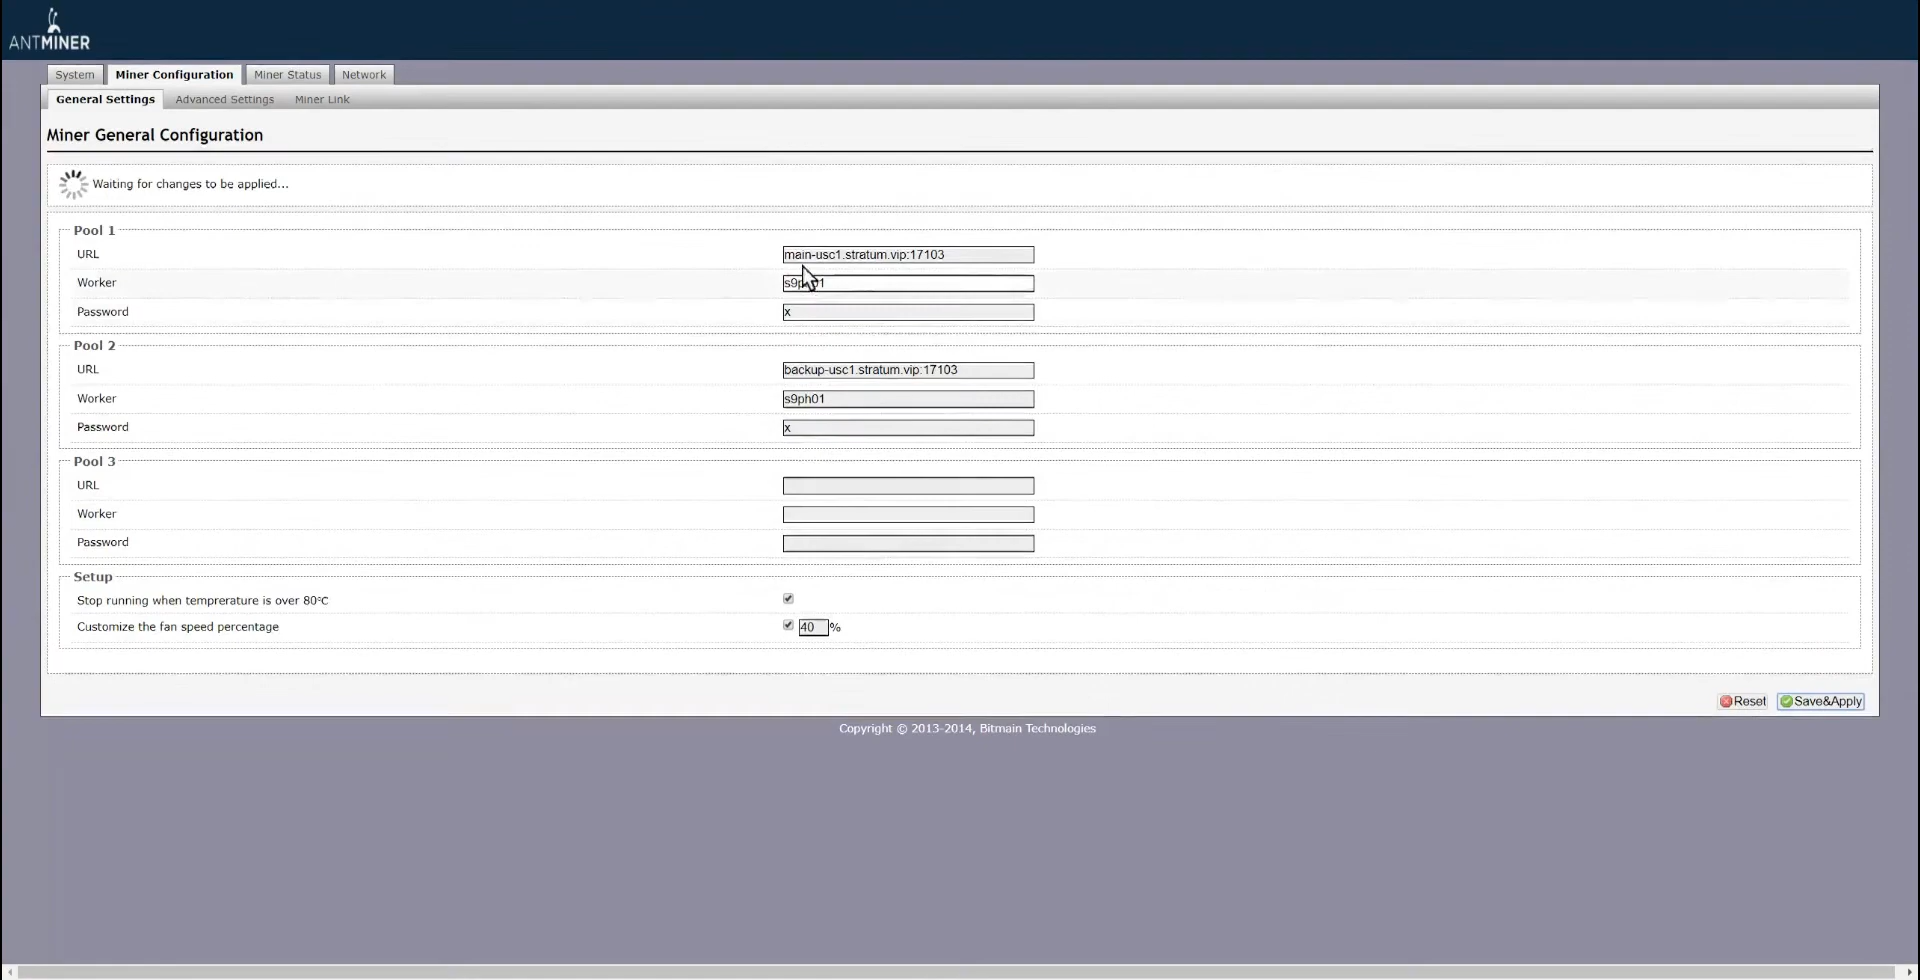 ANTMINER
System Miner Configuration Miner Status Network
General Settings Advanced Settings Miner Link
Miner General Configuration
Waiting for changes to be applied...
Pool 1
URL main-usc1.stratum.vip:17103
Worker
Password x
Pool 2
URL backup-usc1.stratum.vip:17103
Worker s9ph01
Password x
Pool 3
URL
Worker
Password
Setup
Stop running when temprerature is over 80℃
Customize the fan speed percentage 40 %
Reset Save&Apply
Copyright © 2013-2014, Bitmain Technologies